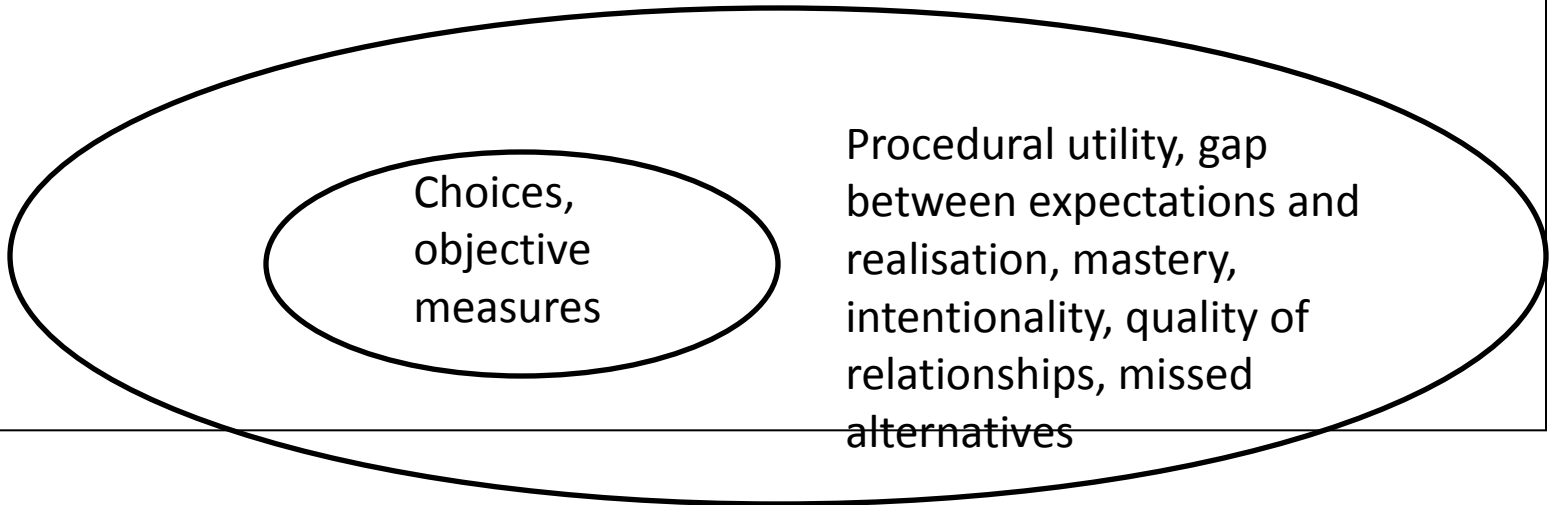 Choices,
objective
measures
Procedural utility, gap
between expectations and
realisation, mastery,
intentionality, quality of
relationships, missed
alternatives